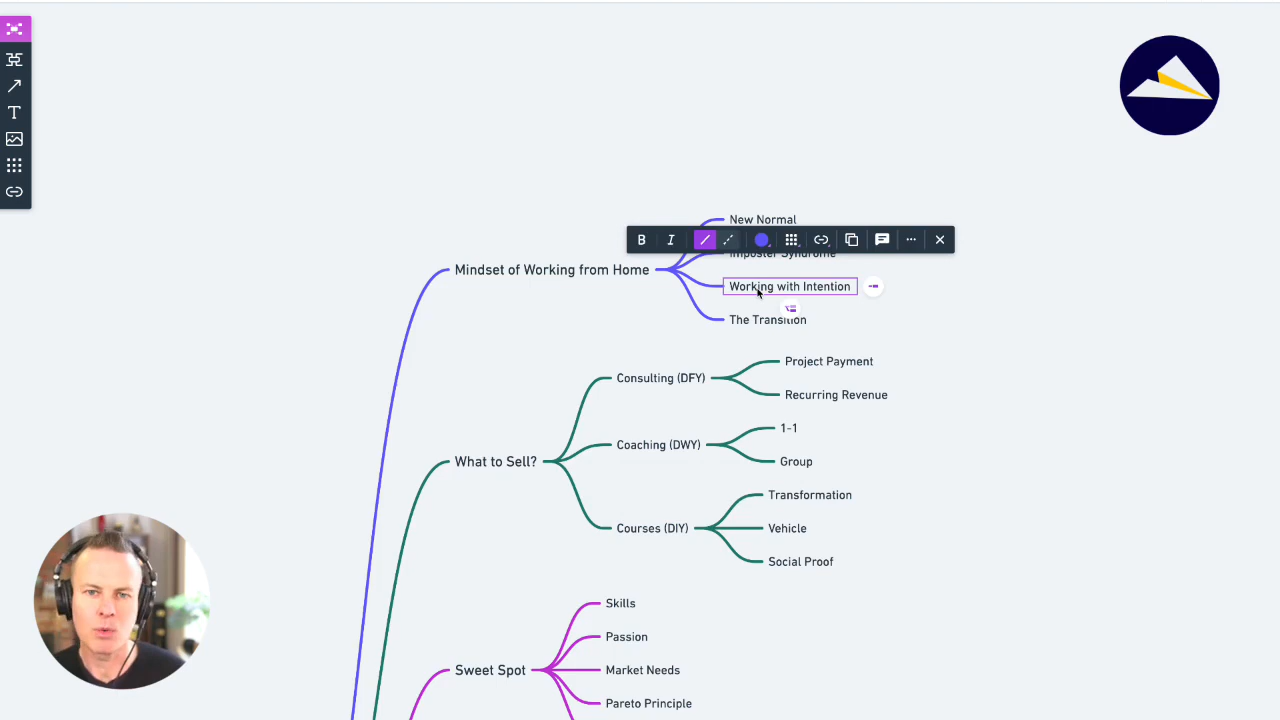 New Normal
B I
Imposter Syndrome
Mindset of Working from Home
Working with Intention
The Transition
Project Payment
Consulting (DFY)
Recurring Revenue
1-1
Coaching (DWY)
What to Sell?
Group
Transformation
Courses (DIY)
Vehicle
Social Proof
Skills
Passion
Sweet Spot
Market Needs
Pareto Principle
T